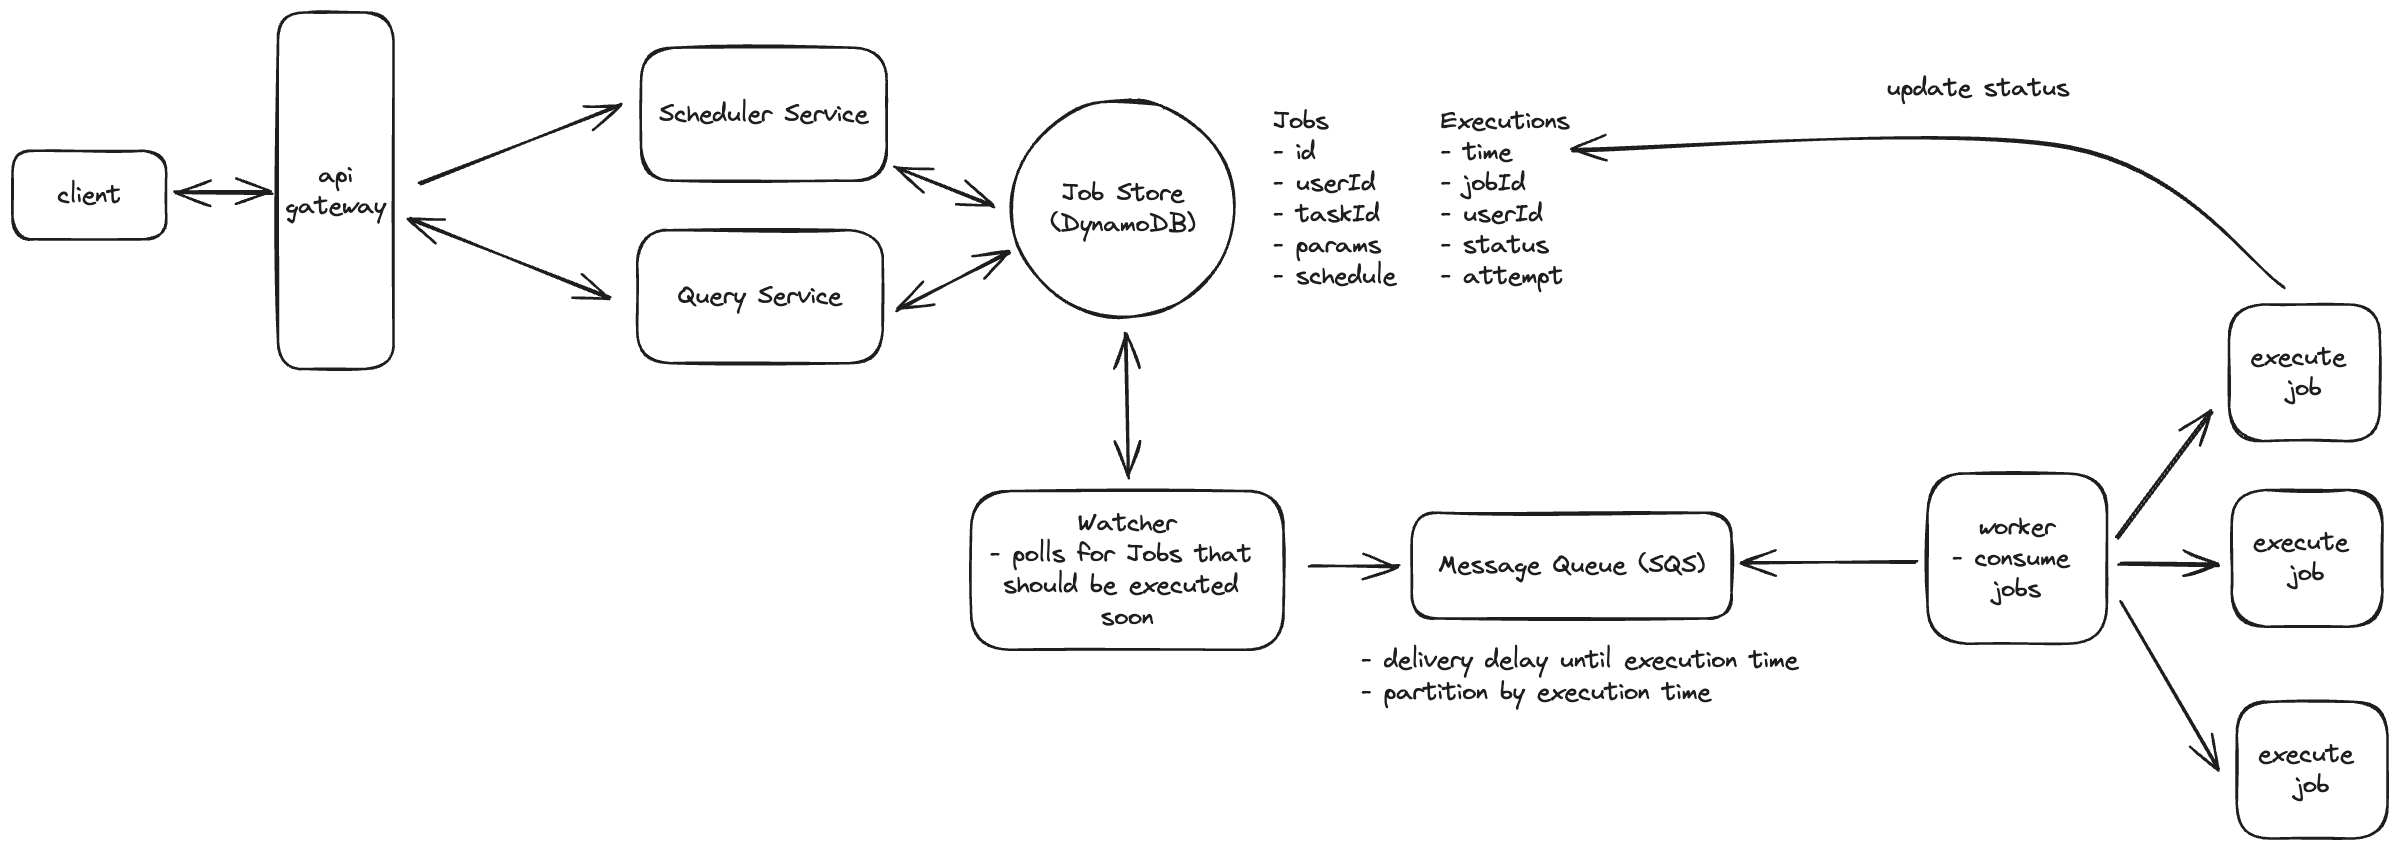 client
api
gateway
Scheduler Service
Query Service
Job Store
(DynamoDB)
Jobs
- id
- userId
- taskId
- params
- schedule
Executions
- time
- jobId
- userId
- status
- attempt
update status
Watcher
- polls for Jobs that
should be executed
soon
Message Queue (SQS)
- delivery delay until execution time
- partition by execution time
worker
- consume
jobs
execute
job
execute
job
execute
job